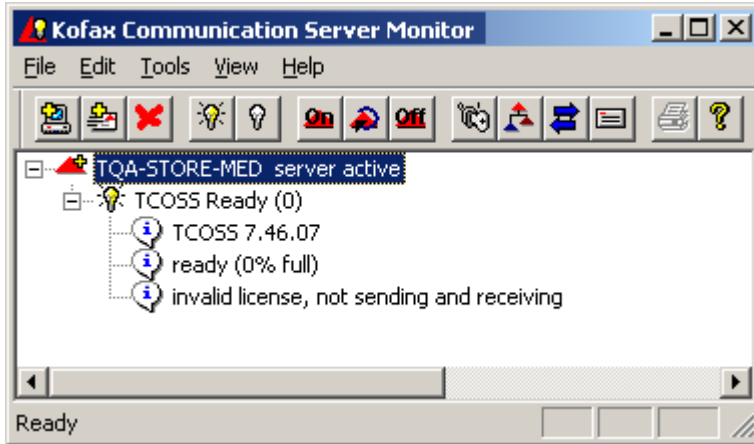 Kofax Communication Server Monitor
File Edit Tools View Help
On Off
TQA-STORE-MED server active
TCOSS Ready (0)
TCOSS 7.46.07
ready (0% full)
invalid license, not sending and receiving
Ready